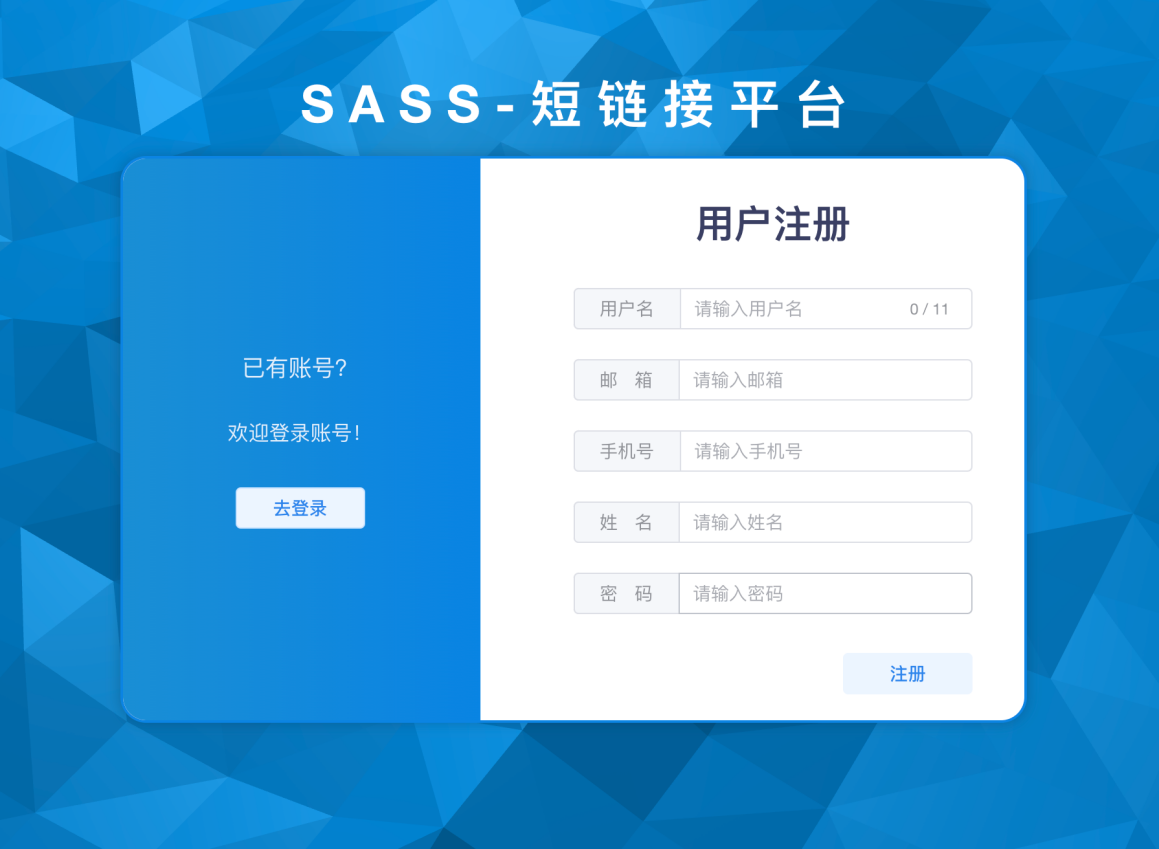 SASS-短链接平台
已有账号?
欢迎登录账号!
去登录
用户注册
用户名 请输入用户名 0 / 11
邮 箱 请输入邮箱
手机号 请输入手机号
姓 名 请输入姓名
密 码 请输入密码
注册